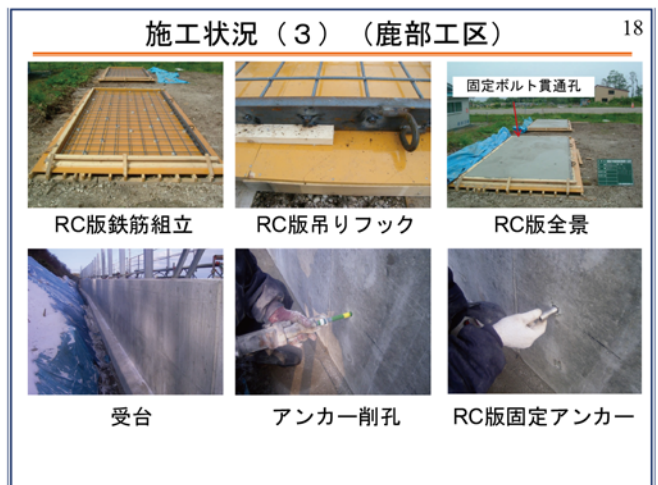 施工状況（３）（鹿部工区）
18
固定ボルト貫通孔
RC版鉄筋組立
RC版吊りフック
RC版全景
受台
アンカー削孔
RC版固定アンカー